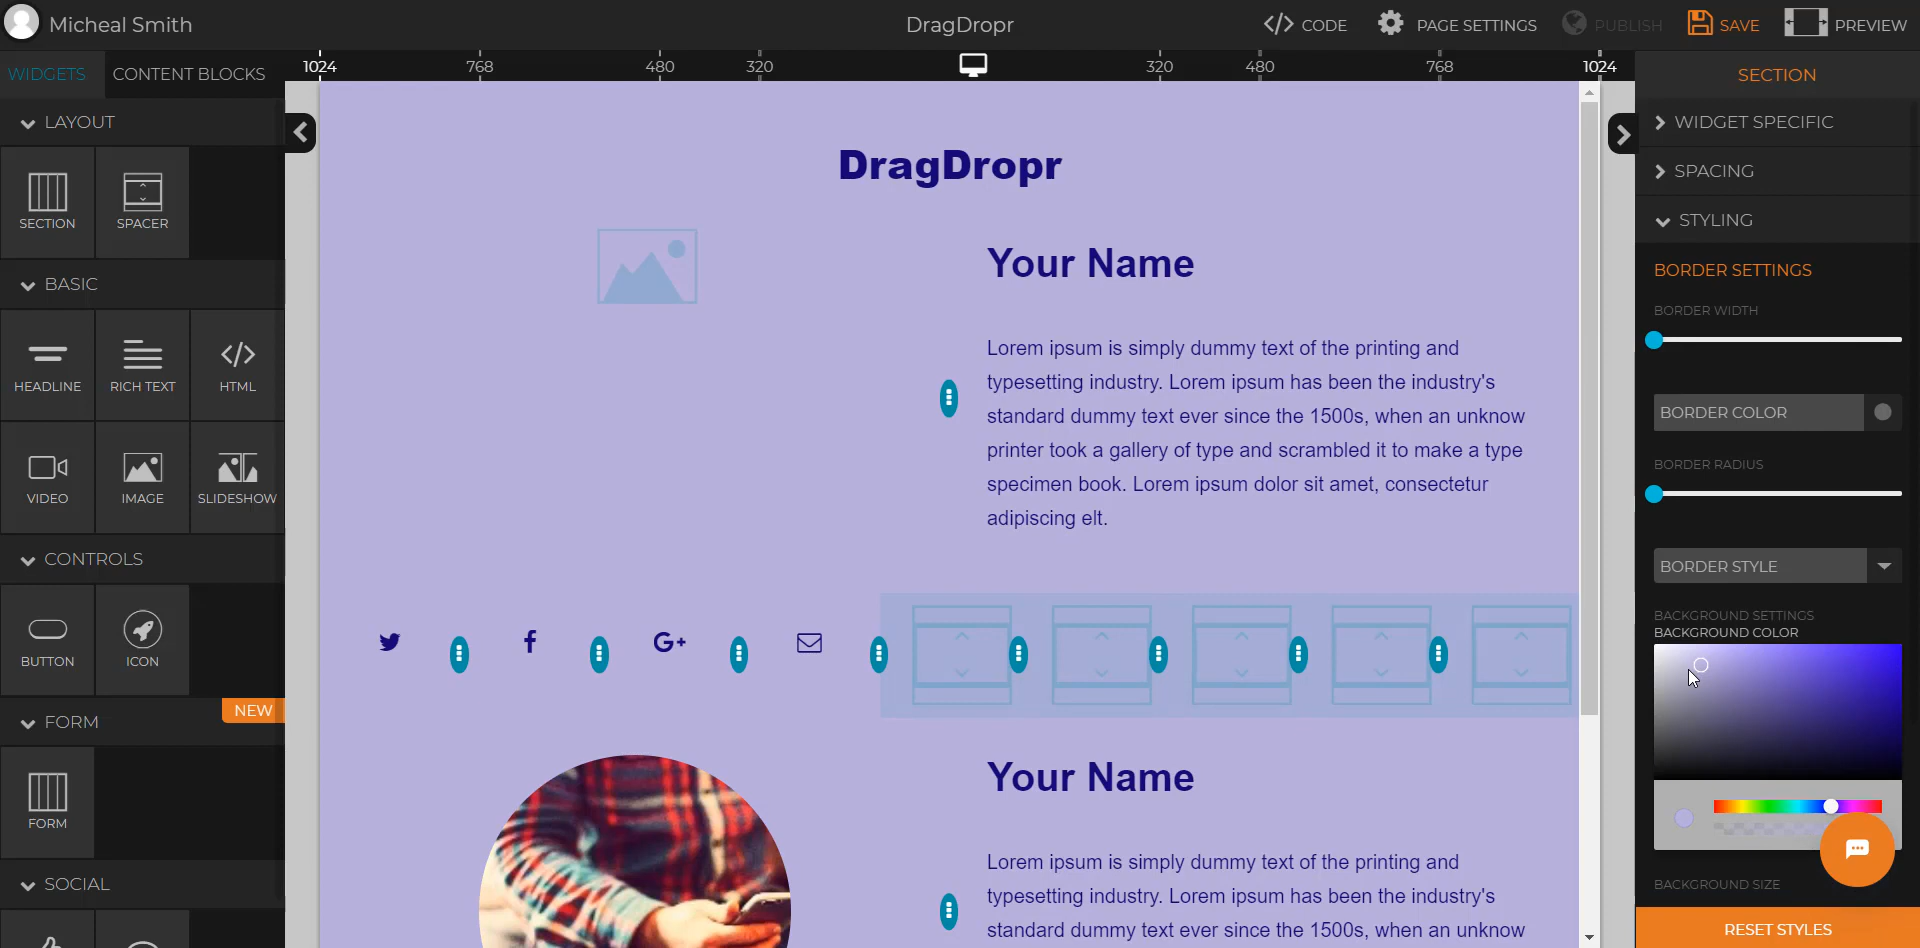 Micheal Smith
DragDropr
CODE
PAGE SETTINGS
PUBLISH
SAVE
PREVIEW
WIDGETS
CONTENT BLOCKS
1024
768
480
320
320
480
768
1024
SECTION
LAYOUT
SECTION
SPACER
BASIC
HEADLINE
RICH TEXT
HTML
VIDEO
IMAGE
SLIDESHOW
CONTROLS
BUTTON
ICON
NEW
FORM
FORM
SOCIAL
DragDropr
Your Name
Lorem ipsum is simply dummy text of the printing and
typesetting industry. Lorem ipsum has been the industry's
standard dummy text ever since the 1500s, when an unknow
printer took a gallery of type and scrambled it to make a type
specimen book. Lorem ipsum dolor sit amet, consectetur
adipiscing elt.
Your Name
Lorem ipsum is simply dummy text of the printing and
typesetting industry. Lorem ipsum has been the industry's
standard dummy text ever since the 1500s, when an unknow
WIDGET SPECIFIC
SPACING
STYLING
BORDER SETTINGS
BORDER WIDTH
BORDER COLOR
BORDER RADIUS
BORDER STYLE
BACKGROUND SETTINGS
BACKGROUND COLOR
BACKGROUND SIZE
RESET STYLES